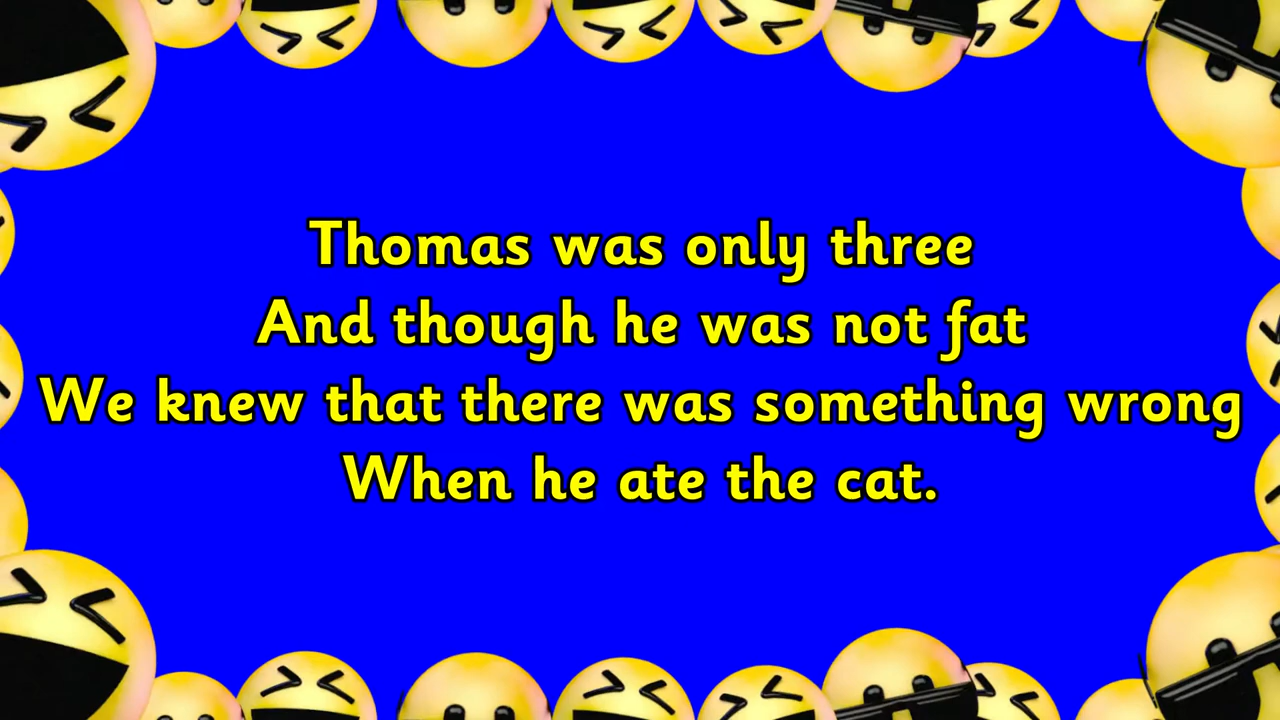 Thomas was only three
And though he was not fat
We knew that there was something wrong
When he ate the cat.